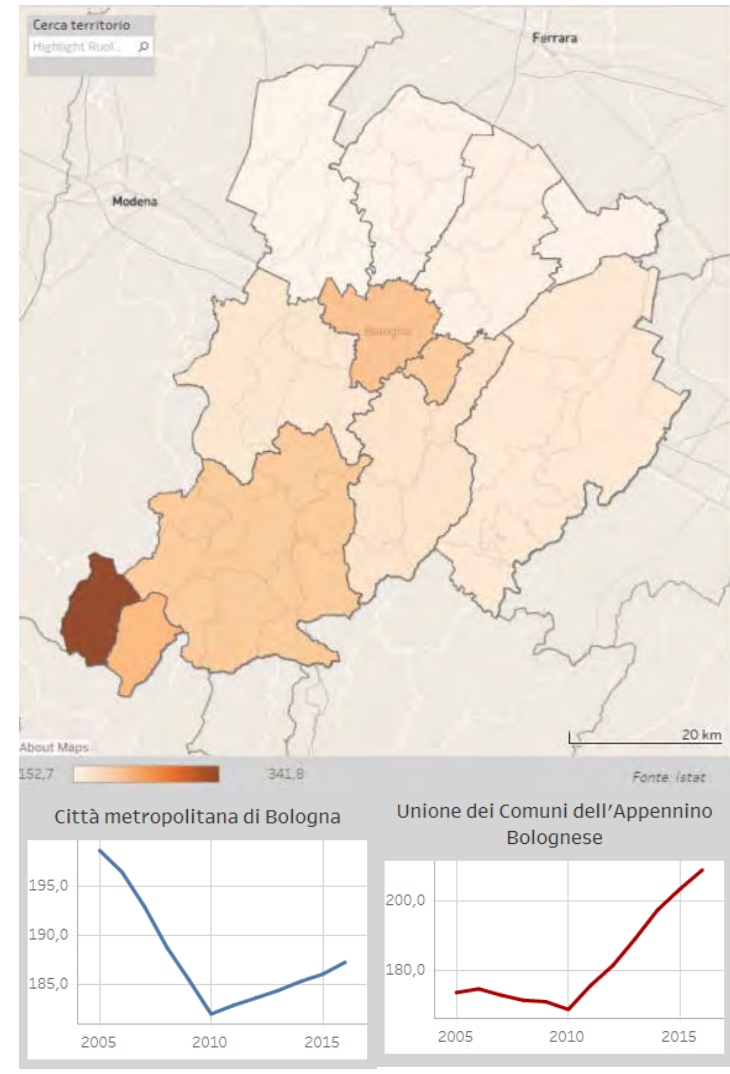 Cerca territorio
Highlight Ruol...
Ferrara
Modena
Bologna
20 km
About Maps
152,7
341,8
Fonte: Istat
Città metropolitana di Bologna
195,0
190,0
185,0
2005
2010
2015
Unione dei Comuni dell'Appennino
Bolognese
200,0
180,0
2005
2010
2015